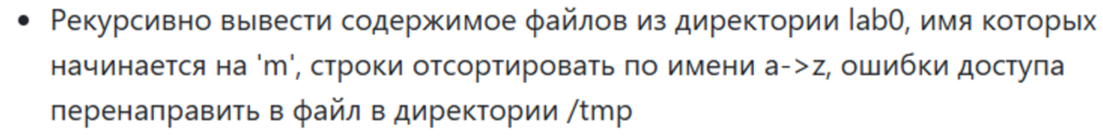 • Рекурсивно вывести содержимое файлов из директории lab0, имя которых
начинается на 'm', строки отсортировать по имени a->z, ошибки доступа
перенаправить в файл в директории /tmp